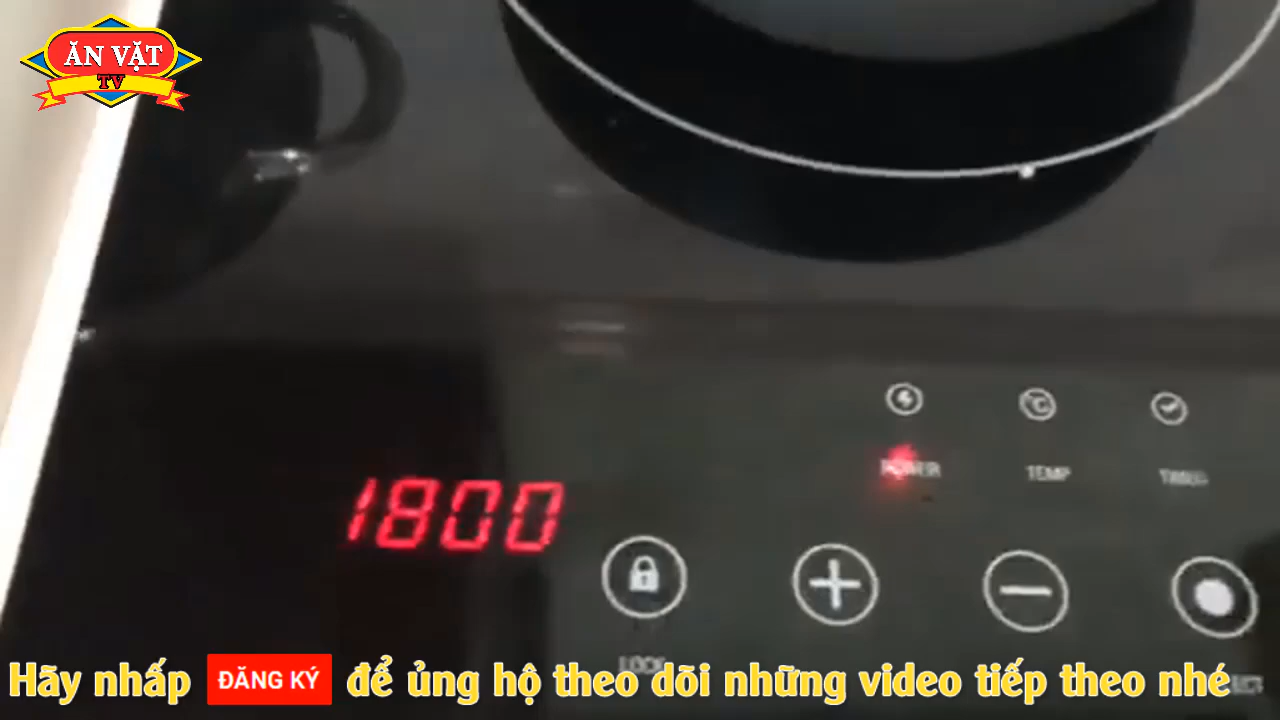 ĂN VẶT
TV
POWER
TEMP
TIMER
1800
LOCK
Hãy nhấp ĐĂNG KÝ để ủng hộ theo dõi những video tiếp theo nhé